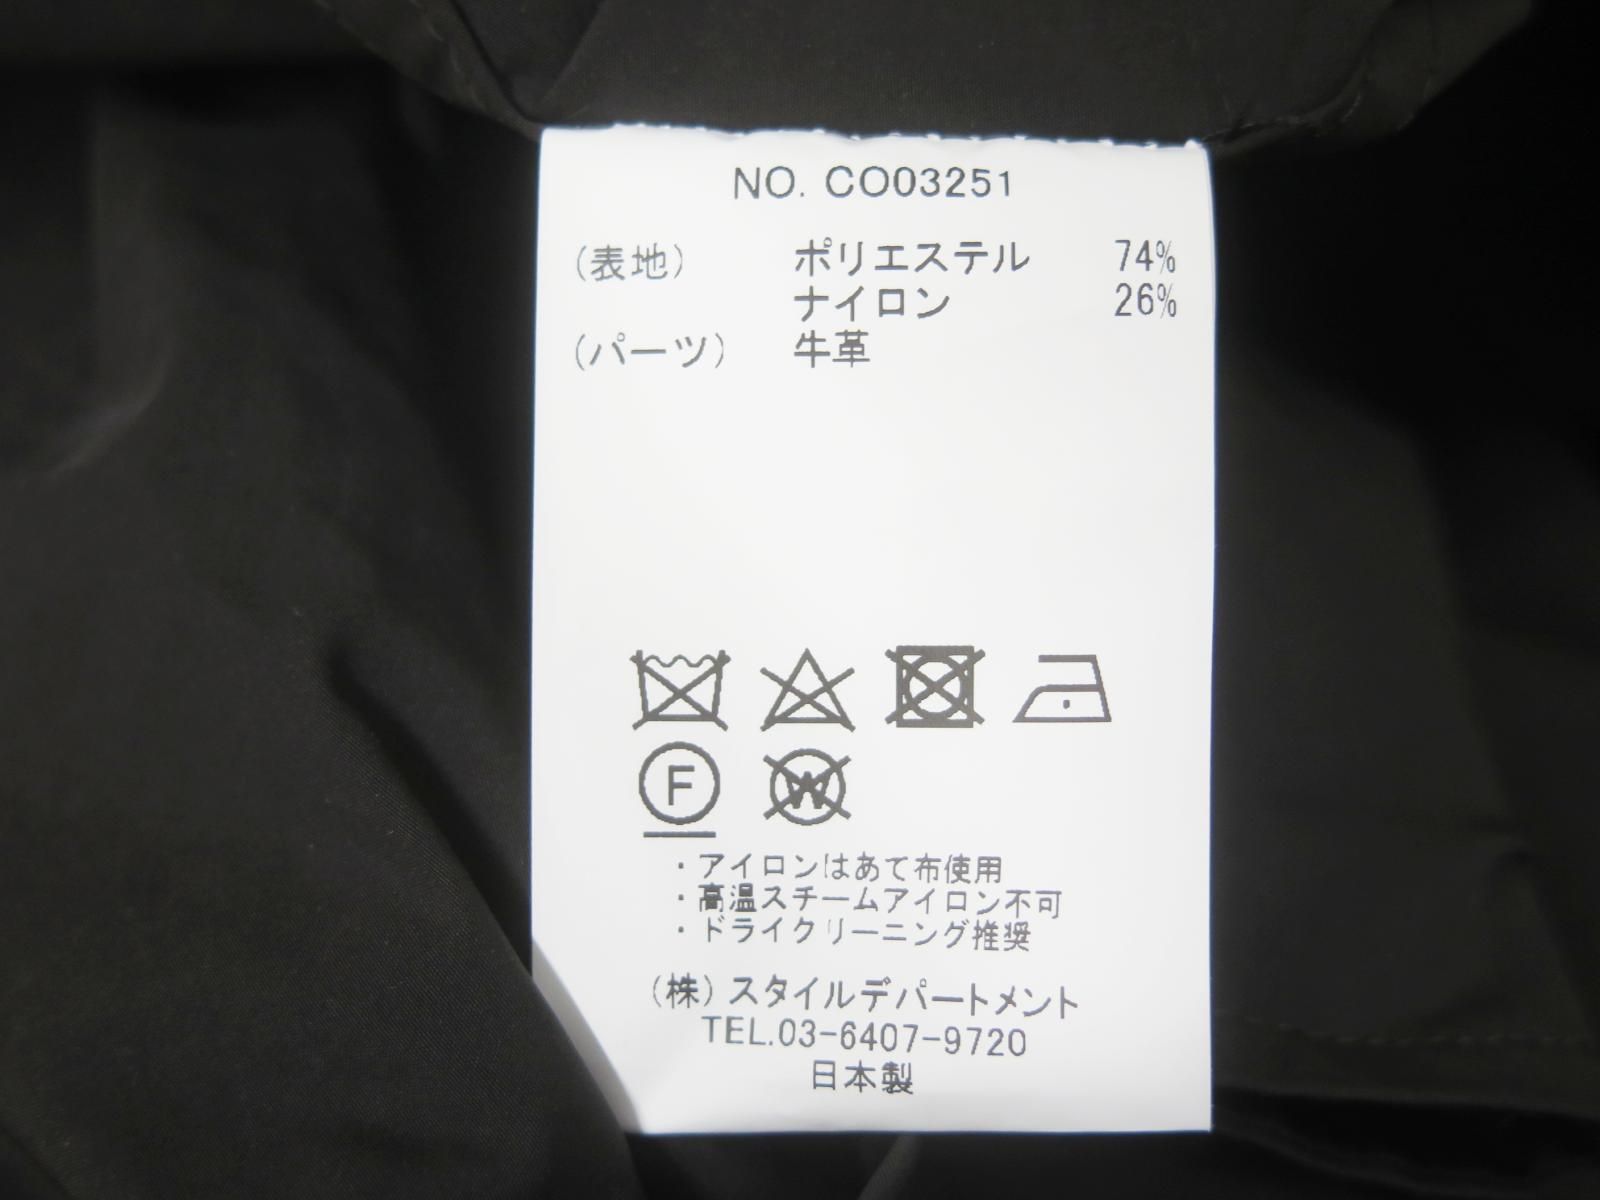 NO. CO03251
(表地) ポリエステル 74%
ナイロン 26%
(パーツ) 牛革
F W
・アイロンはあて布使用
・高温スチームアイロン不可
・ドライクリーニング推奨
(株)スタイルデパートメント
TEL.03-6407-9720
日本製